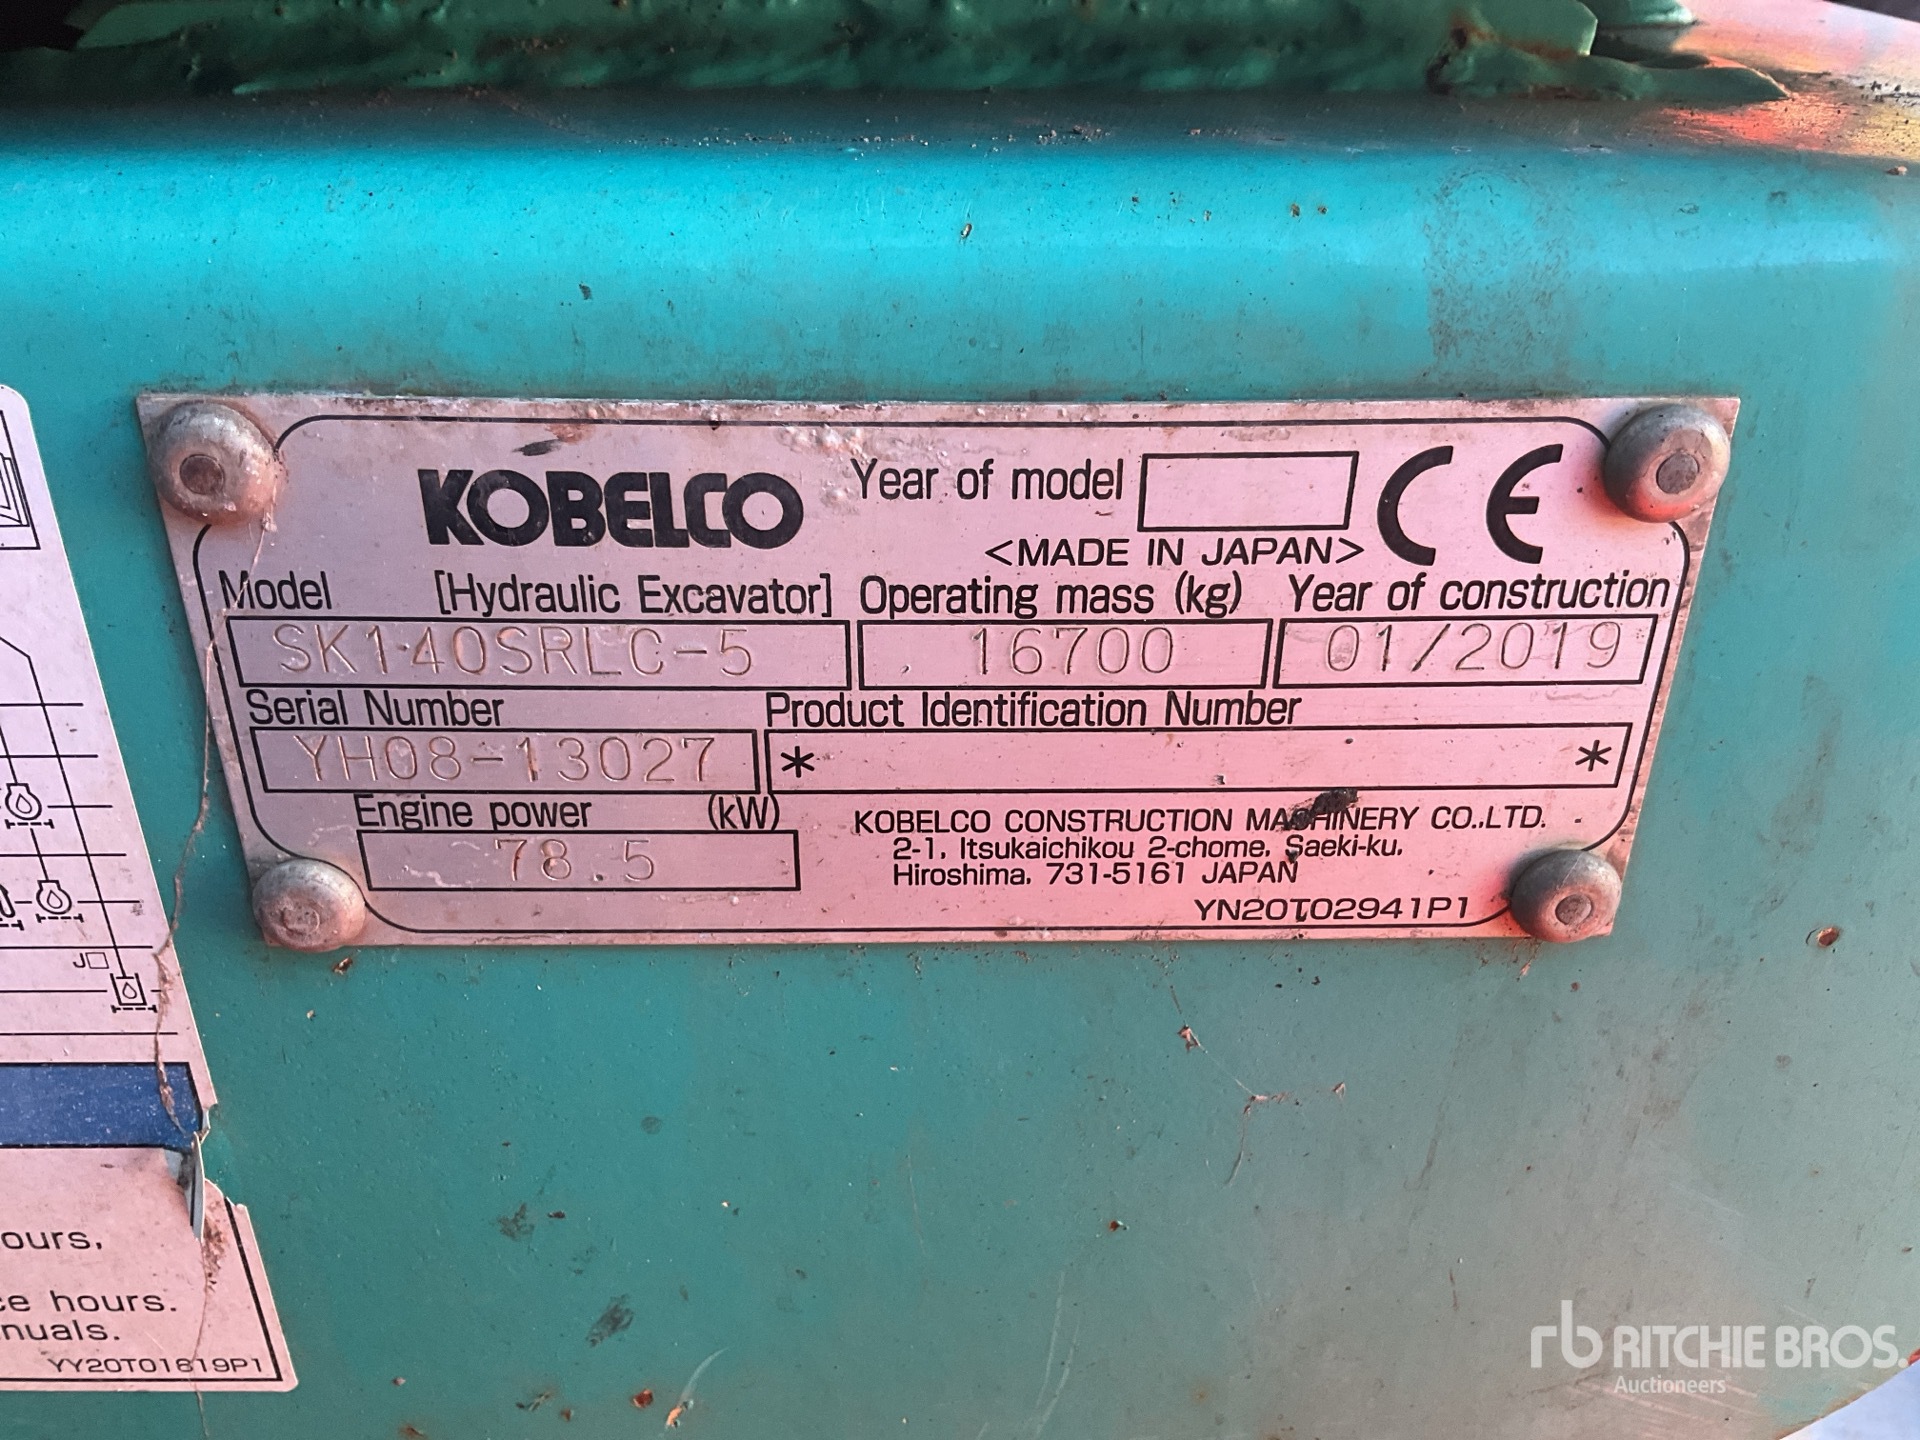 KOBELCO
Year of model
<MADE IN JAPAN>
CE
Model [Hydraulic Excavator] Operating mass (kg) Year of construction
SK140SRLC-5 16700 01/2019
Serial Number Product Identification Number
YH08-13027 * *
Engine power (kW)
78.5
KOBELCO CONSTRUCTION MACHINERY CO.,LTD.
2-1, Itsukaichikou 2-chome, Saeki-ku,
Hiroshima, 731-5161 JAPAN
YN20T02941P1
J□
ours,
ce hours.
nuals.
YY20T01619P1
rb RITCHIE BROS.
Auctioneers